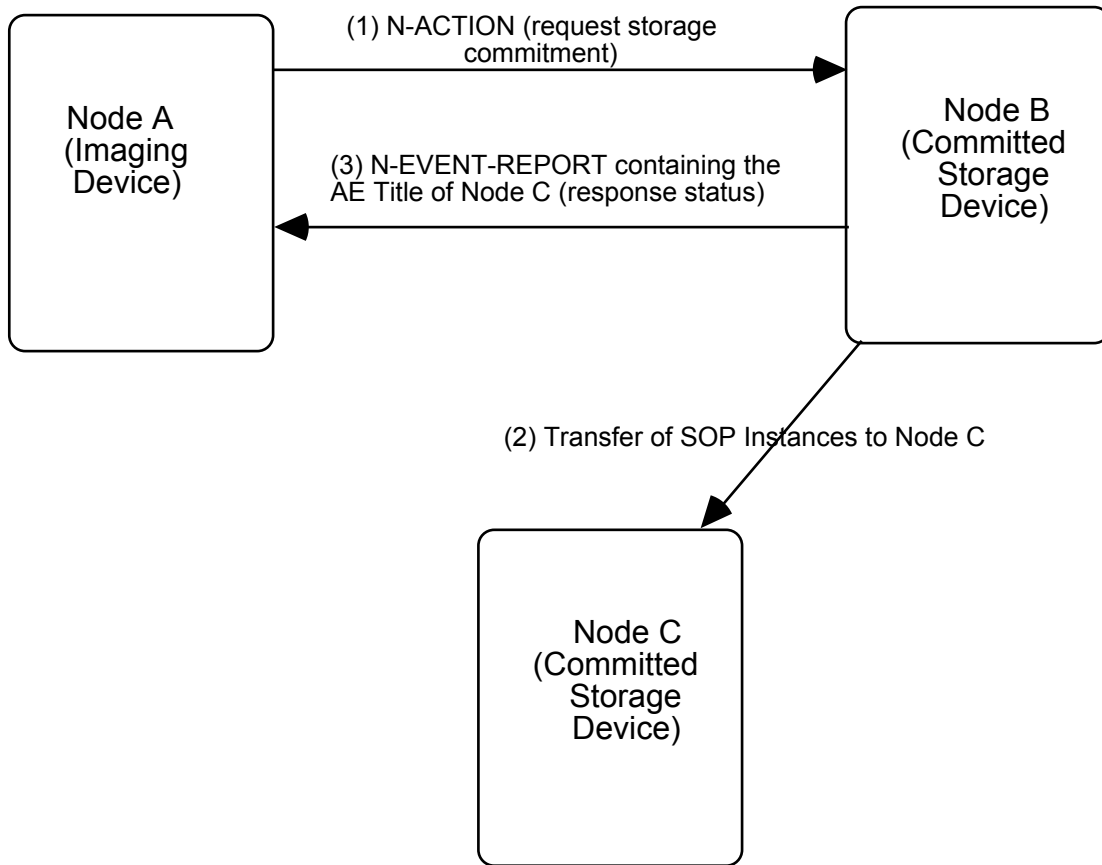 (1) N-ACTION (request storage
commitment)
Node A
(Imaging
Device)
Node B
(Committed
Storage
Device)
(3) N-EVENT-REPORT containing the
AE Title of Node C (response status)
(2) Transfer of SOP Instances to Node C
Node C
(Committed
Storage
Device)